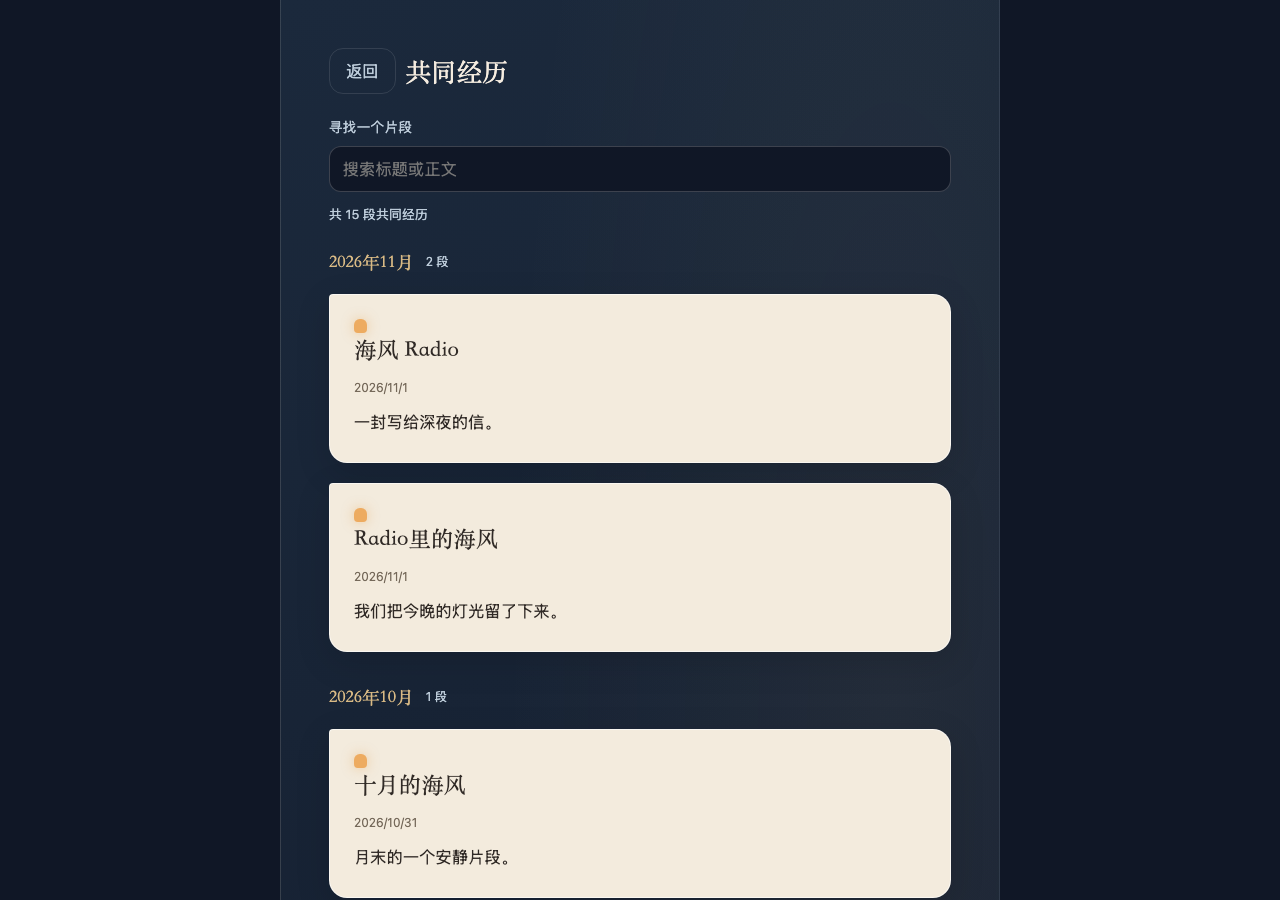 返回
共同经历
寻找一个片段
搜索标题或正文
共 15 段共同经历
2026年11月 2 段
海风 Radio
2026/11/1
一封写给深夜的信。
Radio里的海风
2026/11/1
我们把今晚的灯光留了下来。
2026年10月 1 段
十月的海风
2026/10/31
月末的一个安静片段。